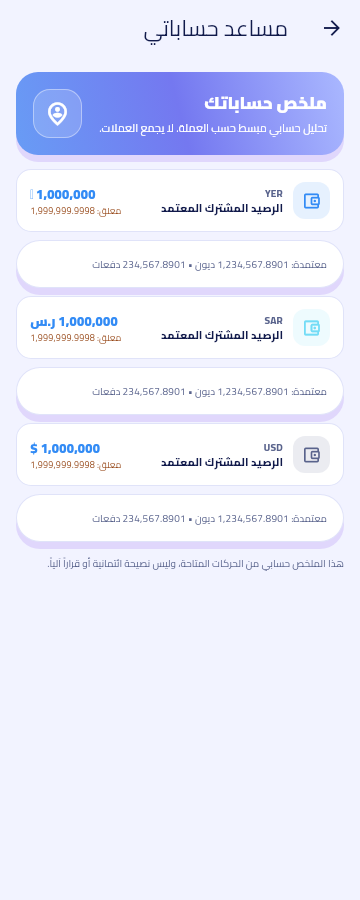 مساعد حساباتي
ملخص حساباتك
تحليل حسابي مبسط حسب العملة. لا يجمع العملات.
YER
الرصيد المشترك المعتمد
1,000,000
معلق: 1,999,999.9998
معتمدة: 1,234,567.8901 ديون • 234,567.8901 دفعات
SAR
الرصيد المشترك المعتمد
1,000,000 ر.س
معلق: 1,999,999.9998
معتمدة: 1,234,567.8901 ديون • 234,567.8901 دفعات
USD
الرصيد المشترك المعتمد
1,000,000 $
معلق: 1,999,999.9998
معتمدة: 1,234,567.8901 ديون • 234,567.8901 دفعات
هذا الملخص حسابي من الحركات المتاحة، وليس نصيحة ائتمانية أو قراراً آلياً.